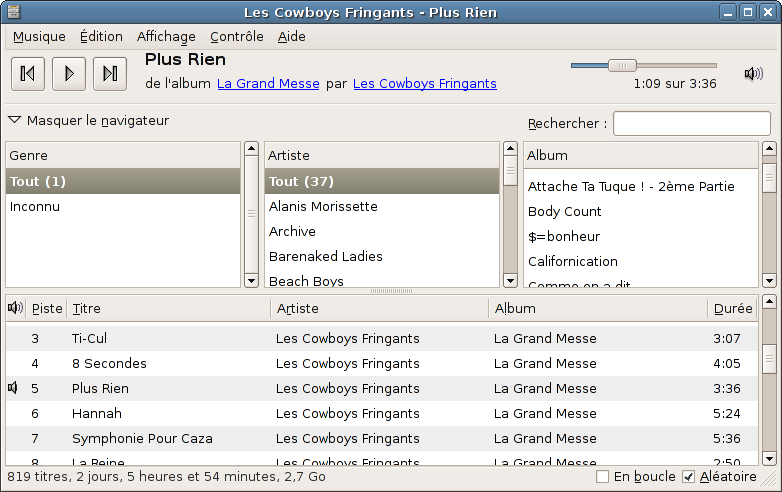 Les Cowboys Fringants - Plus Rien
Musique Édition Affichage Contrôle Aide
Plus Rien
de l'album La Grand Messe par Les Cowboys Fringants
1:09 sur 3:36
Masquer le navigateur
Rechercher :
Genre Artiste Album
Tout (1) Tout (37) Attache Ta Tuque ! - 2ème Partie
Inconnu Alanis Morissette Body Count
Archive $=bonheur
Barenaked Ladies Californication
Beach Boys Comme on a dit
Piste Titre Artiste Album Durée
3 Ti-Cul Les Cowboys Fringants La Grand Messe 3:07
4 8 Secondes Les Cowboys Fringants La Grand Messe 4:05
5 Plus Rien Les Cowboys Fringants La Grand Messe 3:36
6 Hannah Les Cowboys Fringants La Grand Messe 5:24
7 Symphonie Pour Caza Les Cowboys Fringants La Grand Messe 5:36
8 La Reine Les Cowboys Fringants La Grand Messe 2:50
819 titres, 2 jours, 5 heures et 54 minutes, 2,7 Go
En boucle Aléatoire